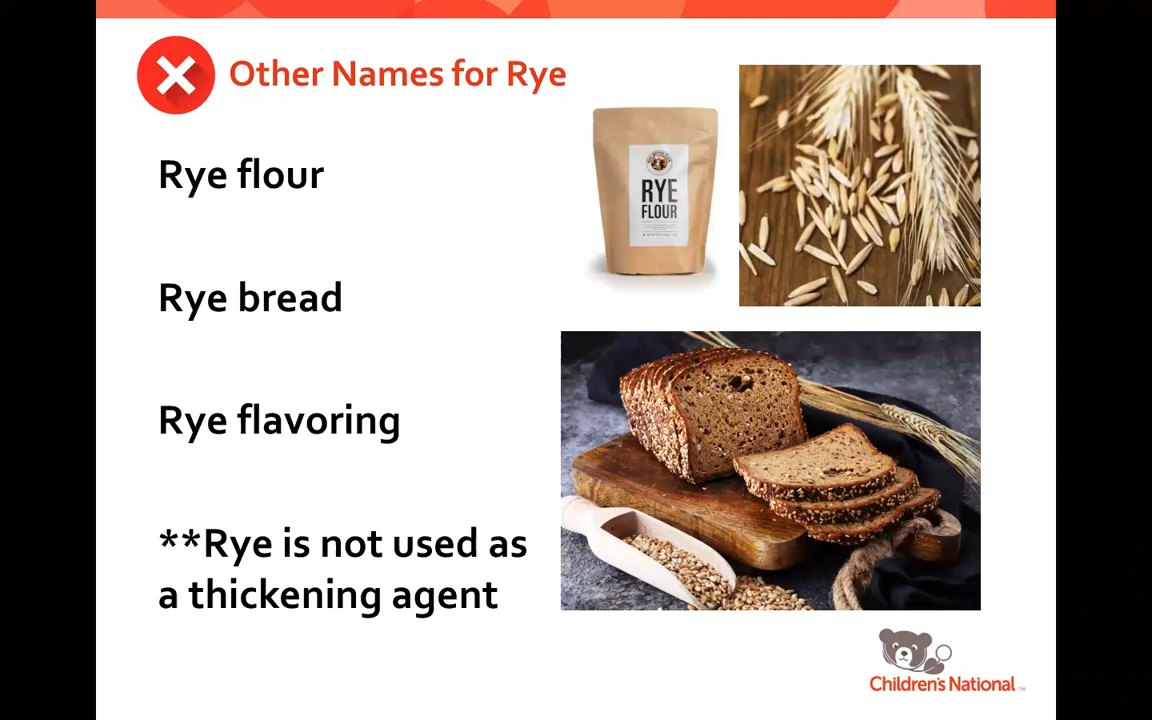 Other Names for Rye
Rye flour
RYE
FLOUR
Rye bread
Rye flavoring
**Rye is not used as
a thickening agent
Children's National ™